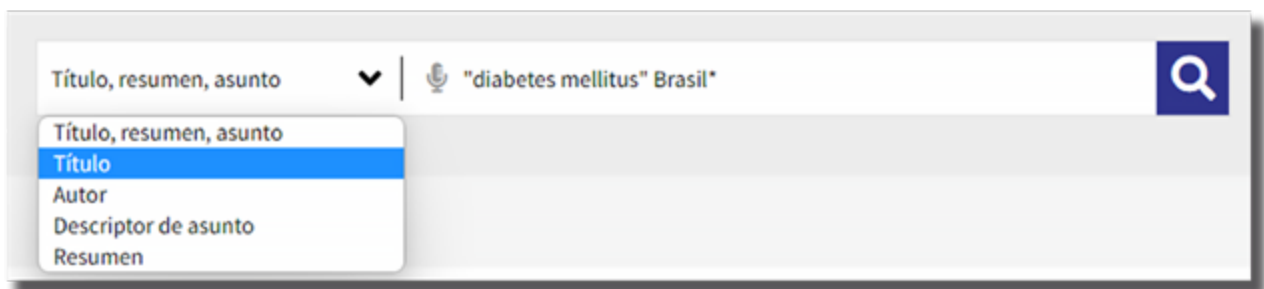 Título, resumen, asunto "diabetes mellitus" Brasil*
Título, resumen, asunto
Título
Autor
Descriptor de asunto
Resumen